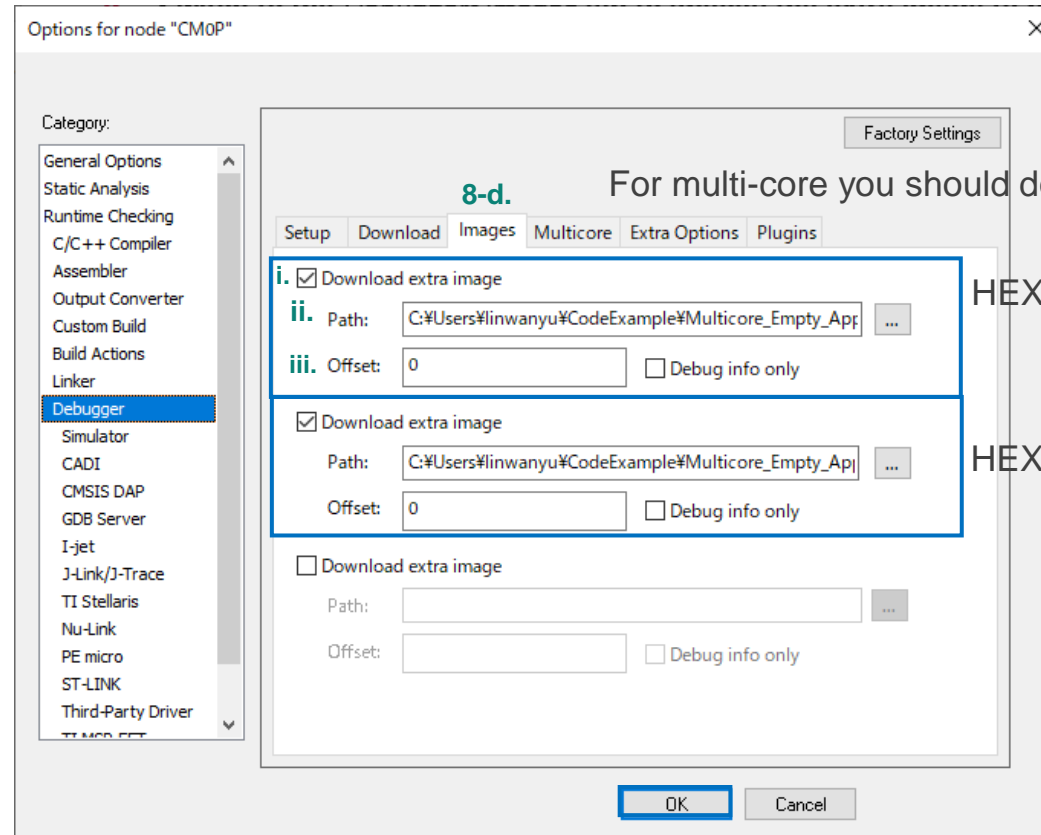 Options for node "CM0P"
Category:
General Options
Static Analysis
Runtime Checking
C/C++ Compiler
Assembler
Output Converter
Custom Build
Build Actions
Linker
Debugger
Simulator
CADI
CMSIS DAP
GDB Server
I-jet
J-Link/J-Trace
TI Stellaris
Nu-Link
PE micro
ST-LINK
Third-Party Driver
Factory Settings
8-d.
For multi-core you should
Setup Download Images Multicore Extra Options Plugins
i. Download extra image
HEX
ii. Path: C:¥Users¥linwanyu¥CodeExample¥Multicore_Empty_App ...
iii. Offset: 0 Debug info only
Download extra image
HEX
Path: C:¥Users¥linwanyu¥CodeExample¥Multicore_Empty_App ...
Offset: 0 Debug info only
Download extra image
Path: ...
Offset: Debug info only
OK Cancel